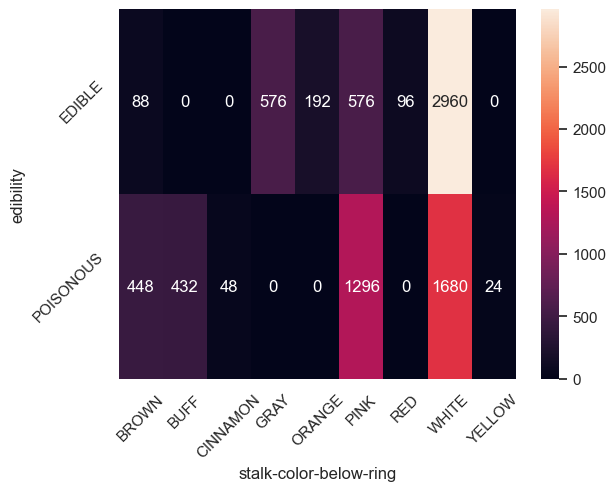 EDIBLE
88 0 0 576 192 576 96 2960 0
POISONOUS
448 432 48 0 0 1296 0 1680 24
edibility
BROWN BUFF CINNAMON GRAY ORANGE PINK RED WHITE YELLOW
stalk-color-below-ring
2500
2000
1500
1000
500
0